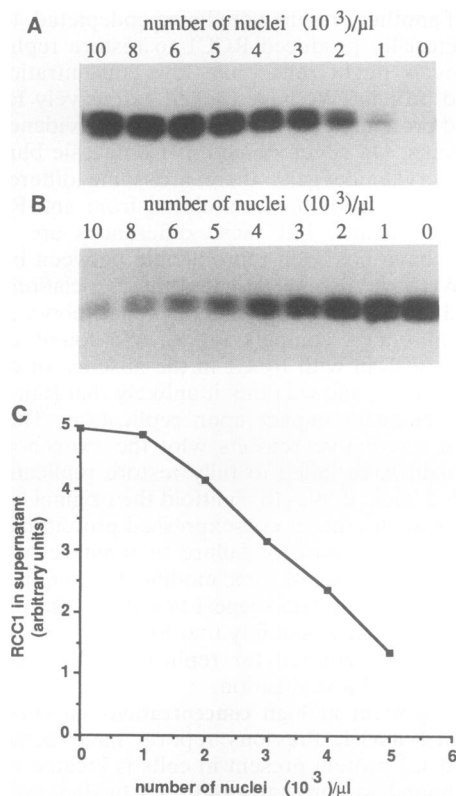 A
number of nuclei (10 3)/µl
10 8 6 5 4 3 2 1 0
B
number of nuclei (10 3)/µl
10 8 6 5 4 3 2 1 0
C
RCC1 in supernatant
(arbitrary units)
5
4
3
2
1
0
0 1 2 3 4 5 6
number of nuclei (10 3)/µl